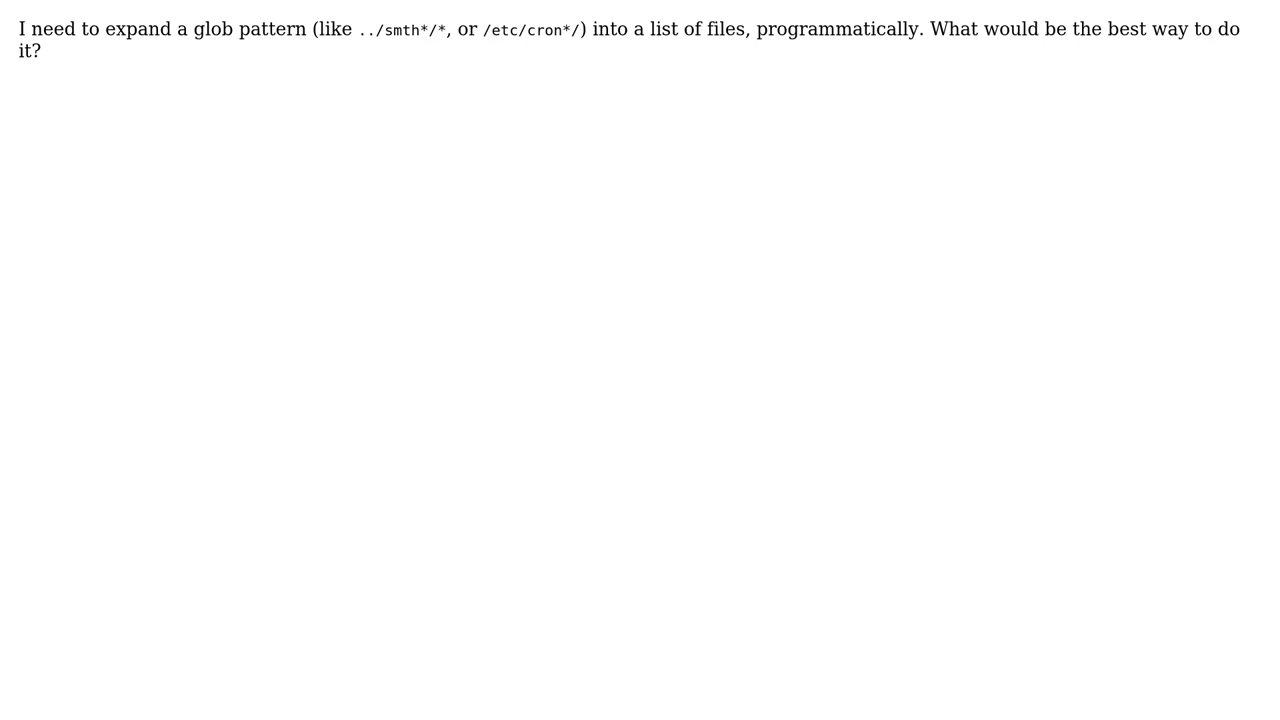 I need to expand a glob pattern (like ../smth*/*, or /etc/cron*/) into a list of files, programmatically. What would be the best way to do
it?